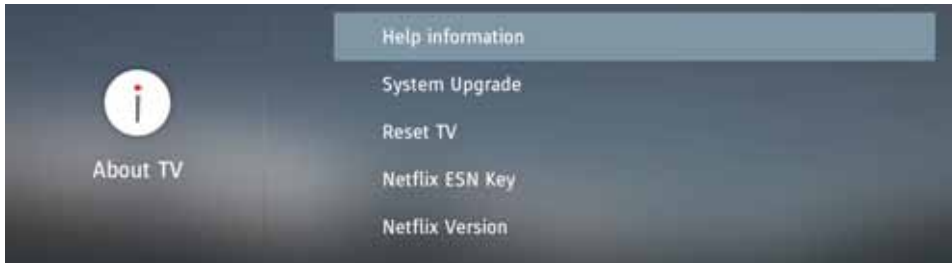 Help information
System Upgrade
Reset TV
About TV
Netflix ESN Key
Netflix Version